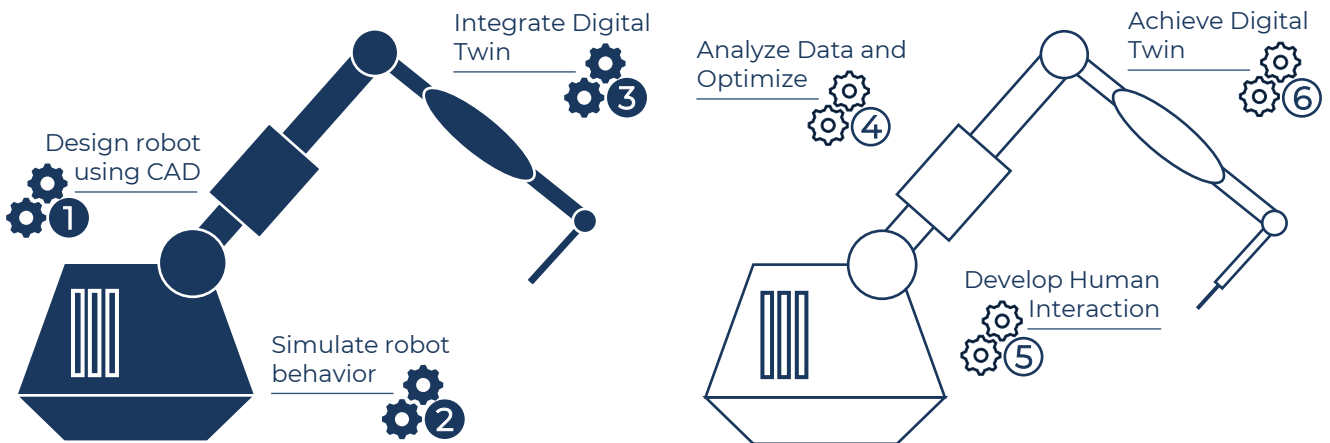 Design robot
using CAD
1
Simulate robot
behavior
2
Integrate Digital
Twin
3
Analyze Data and
Optimize
4
Develop Human
Interaction
5
Achieve Digital
Twin
6